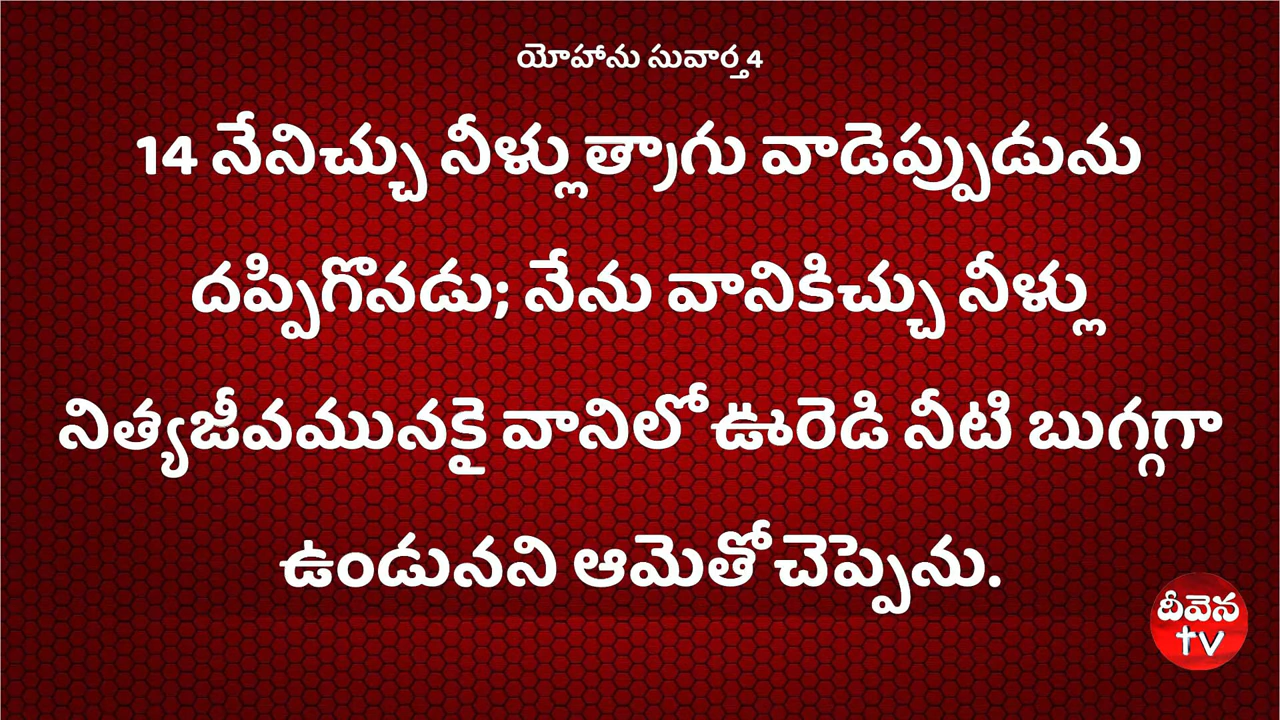 యోహాను సువార్త 4
14 నేనిచ్చు నీళ్లు త్రాగు వాడెప్పుడును
దప్పిగొనడు; నేను వానికిచ్చు నీళ్లు
నిత్యజీవమునకై వానిలో ఊరెడి నీటి బుగ్గగా
ఉండునని ఆమెతో చెప్పెను.
దీవెన
tv